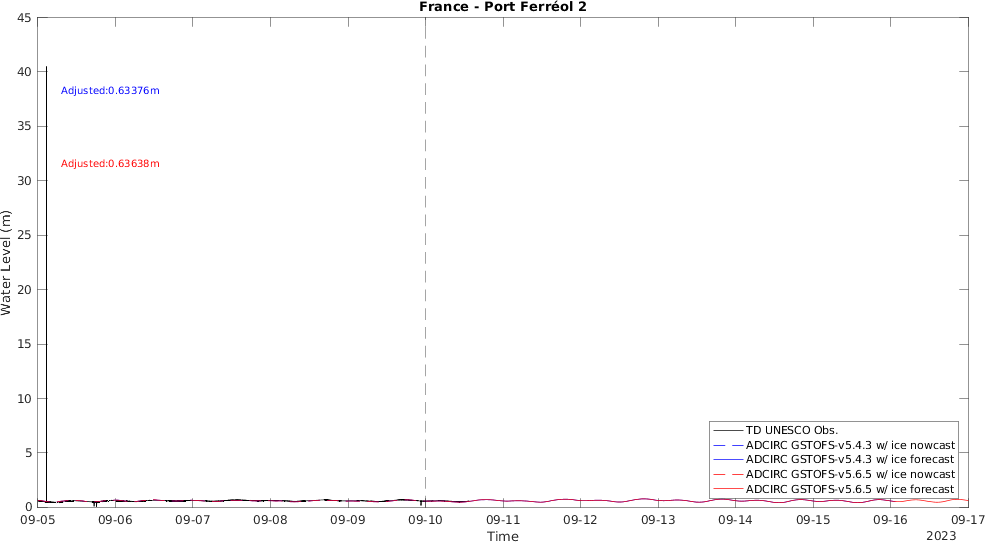 France - Port Ferréol 2
45
40
35
30
25
20
15
10
5
0
Water Level (m)
Adjusted:0.63376m
Adjusted:0.63638m
TD UNESCO Obs.
ADCIRC GSTOFS-v5.4.3 w/ ice nowcast
ADCIRC GSTOFS-v5.4.3 w/ ice forecast
ADCIRC GSTOFS-v5.6.5 w/ ice nowcast
ADCIRC GSTOFS-v5.6.5 w/ ice forecast
09-05 09-06 09-07 09-08 09-09 09-10 09-11 09-12 09-13 09-14 09-15 09-16 09-17
Time
2023